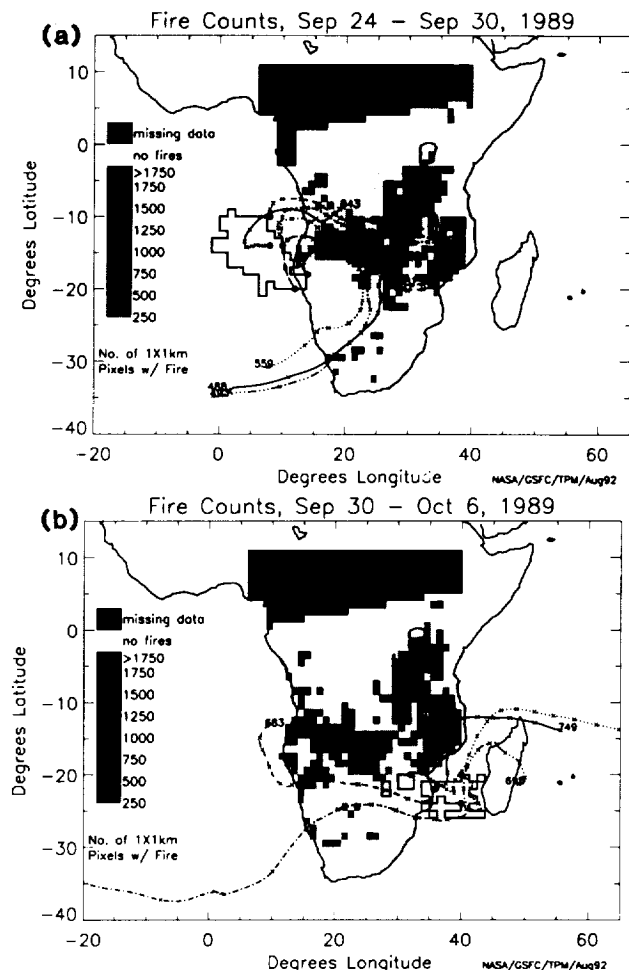 (a)
Fire Counts, Sep 24 – Sep 30, 1989
Degrees Latitude
10
0
-10
-20
-30
-40
missing data
no fires
>1750
1750
1500
1250
1000
750
500
250
No. of 1X1km
Pixels w/ Fire
643
559
488
-20
0
20
40
60
Degrees Longitude
NASA/GSFC/TPM/Aug92
(b)
Fire Counts, Sep 30 – Oct 6, 1989
Degrees Latitude
10
0
-10
-20
-30
-40
missing data
no fires
>1750
1750
1500
1250
1000
750
500
250
No. of 1X1km
Pixels w/ Fire
683
749
-20
0
20
40
60
Degrees Longitude
NASA/GSFC/TPM/Aug92